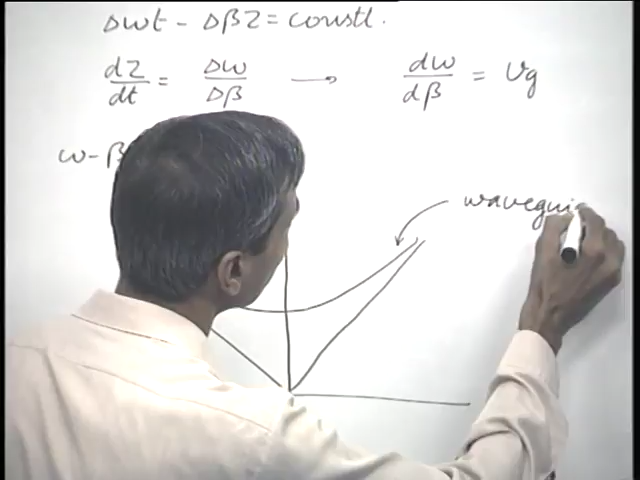 Δωt - Δβz = constt.
dz/dt = Δω/Δβ → dω/dβ = Vg
ω-β
wavegui